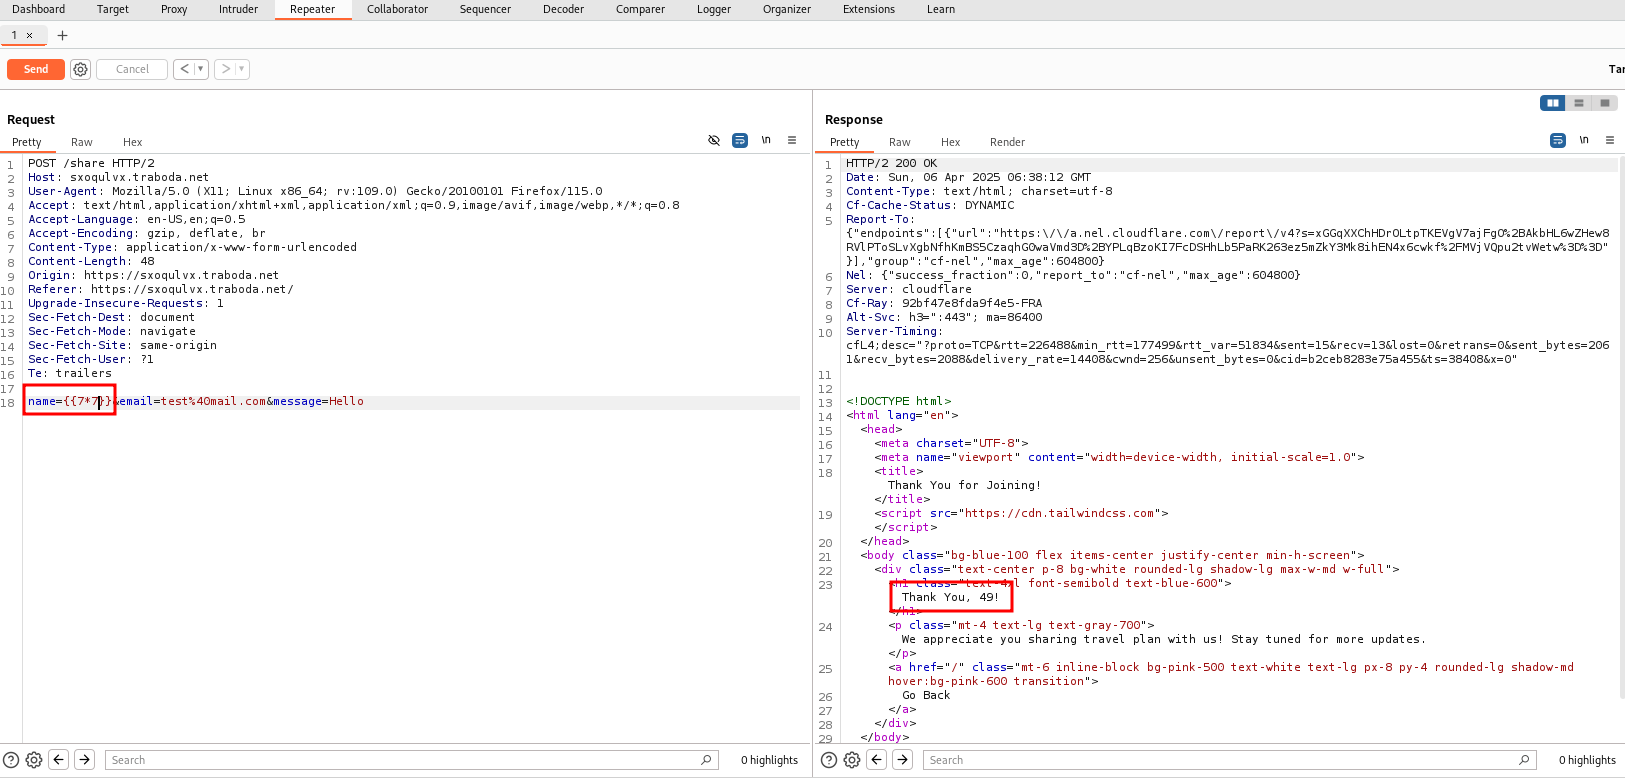 Dashboard Target Proxy Intruder Repeater Collaborator Sequencer Decoder Comparer Logger Organizer Extensions Learn
1 × +
Send Cancel < ▾ > ▾ Tar
Request
Pretty Raw Hex \n
1 POST /share HTTP/2
2 Host: sxoqulvx.traboda.net
3 User-Agent: Mozilla/5.0 (X11; Linux x86_64; rv:109.0) Gecko/20100101 Firefox/115.0
4 Accept: text/html,application/xhtml+xml,application/xml;q=0.9,image/avif,image/webp,*/*;q=0.8
5 Accept-Language: en-US,en;q=0.5
6 Accept-Encoding: gzip, deflate, br
7 Content-Type: application/x-www-form-urlencoded
8 Content-Length: 48
9 Origin: https://sxoqulvx.traboda.net
10 Referer: https://sxoqulvx.traboda.net/
11 Upgrade-Insecure-Requests: 1
12 Sec-Fetch-Dest: document
13 Sec-Fetch-Mode: navigate
14 Sec-Fetch-Site: same-origin
15 Sec-Fetch-User: ?1
16 Te: trailers
17
18 name={{7*7}}&email=test%40mail.com&message=Hello
Search 0 highlights
Response
Pretty Raw Hex Render \n
1 HTTP/2 200 OK
2 Date: Sun, 06 Apr 2025 06:38:12 GMT
3 Content-Type: text/html; charset=utf-8
4 Cf-Cache-Status: DYNAMIC
5 Report-To:
{"endpoints":[{"url":"https:\/\/a.nel.cloudflare.com\/report\/v4?s=xGGqXXChHDrOLtpTKEVgV7ajFgO%2BAkbHL6wZHew8
RVlPToSLvXgbNfhKmBS5CzaqhGOwaVmd3D%2BYPLqBzoKI7FcDSHhLb5PaRK263ez5mZkY3Mk8ihEN4x6cwkf%2FMVjVQpu2tvWetw%3D%3D"
}],"group":"cf-nel","max_age":604800}
6 Nel: {"success_fraction":0,"report_to":"cf-nel","max_age":604800}
7 Server: cloudflare
8 Cf-Ray: 92bf47e8fda9f4e5-FRA
9 Alt-Svc: h3=":443"; ma=86400
10 Server-Timing:
cfL4;desc="?proto=TCP&rtt=226488&min_rtt=177499&rtt_var=51834&sent=15&recv=13&lost=0&retrans=0&sent_bytes=206
1&recv_bytes=2088&delivery_rate=14408&cwnd=256&unsent_bytes=0&cid=b2ceb8283e75a455&ts=38408&x=0"
11
12
13 <!DOCTYPE html>
14 <html lang="en">
15 <head>
16 <meta charset="UTF-8">
17 <meta name="viewport" content="width=device-width, initial-scale=1.0">
18 <title>
Thank You for Joining!
</title>
19 <script src="https://cdn.tailwindcss.com">
</script>
20 </head>
21 <body class="bg-blue-100 flex items-center justify-center min-h-screen">
22 <div class="text-center p-8 bg-white rounded-lg shadow-lg max-w-md w-full">
23 <h1 class="text-4xl font-semibold text-blue-600">
Thank You, 49!
</h1>
24 <p class="mt-4 text-lg text-gray-700">
We appreciate you sharing travel plan with us! Stay tuned for more updates.
</p>
25 <a href="/" class="mt-6 inline-block bg-pink-500 text-white text-lg px-8 py-4 rounded-lg shadow-md
hover:bg-pink-600 transition">
26 Go Back
27 </a>
28 </div>
29 </body>
Search 0 highlights